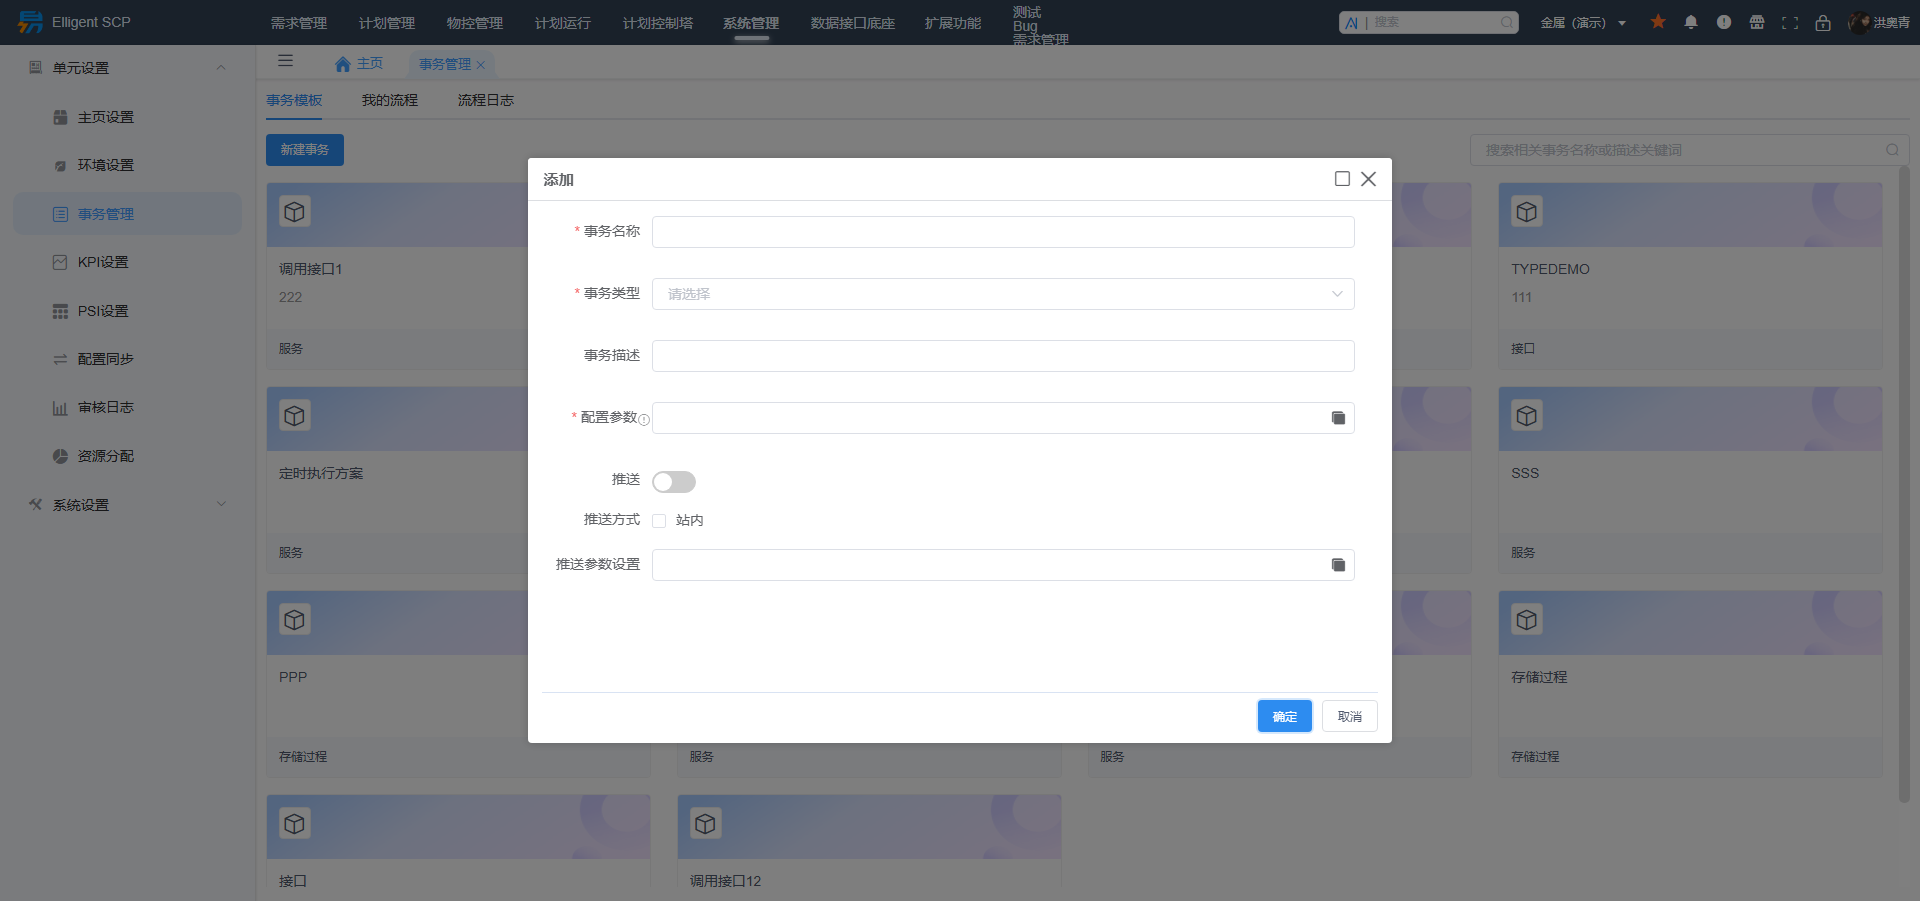 Elligent SCP
需求管理
计划管理
物控管理
计划运行
计划控制塔
系统管理
数据接口底座
扩展功能
测试
Bug
需求管理
AI | 搜索
金属（演示）
洪奥青
单元设置
主页设置
环境设置
事务管理
KPI设置
PSI设置
配置同步
审核日志
资源分配
系统设置
主页
事务管理
事务模板
我的流程
流程日志
新建事务
搜索相关事务名称或描述关键词
调用接口1
222
服务
TYPEDEMO
111
接口
定时执行方案
服务
SSS
服务
PPP
存储过程
服务
服务
存储过程
存储过程
接口
调用接口12
添加
* 事务名称
* 事务类型
请选择
事务描述
* 配置参数
推送
推送方式
站内
推送参数设置
确定
取消